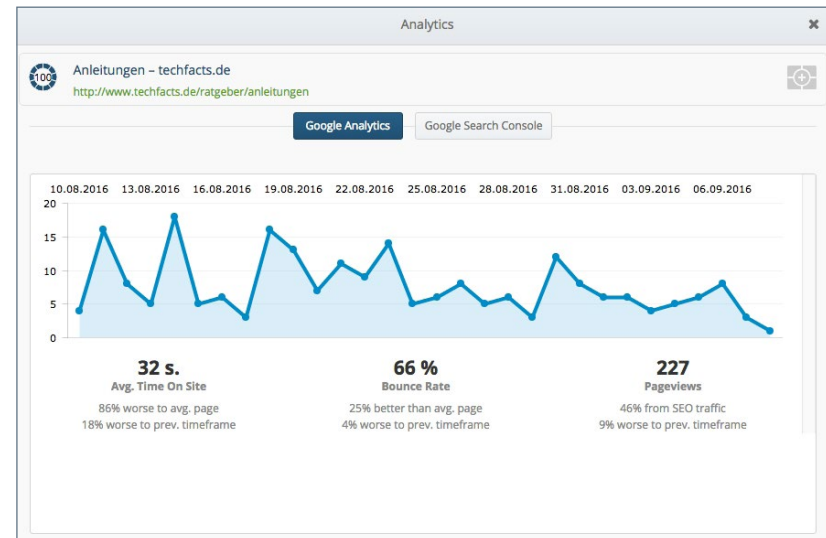 Analytics
100
Anleitungen – techfacts.de
http://www.techfacts.de/ratgeber/anleitungen
Google Analytics Google Search Console
10.08.2016 13.08.2016 16.08.2016 19.08.2016 22.08.2016 25.08.2016 28.08.2016 31.08.2016 03.09.2016 06.09.2016
20
15
10
5
0
32 s. 66 % 227
Avg. Time On Site Bounce Rate Pageviews
86% worse to avg. page 25% better than avg. page 46% from SEO traffic
18% worse to prev. timeframe 4% worse to prev. timeframe 9% worse to prev. timeframe